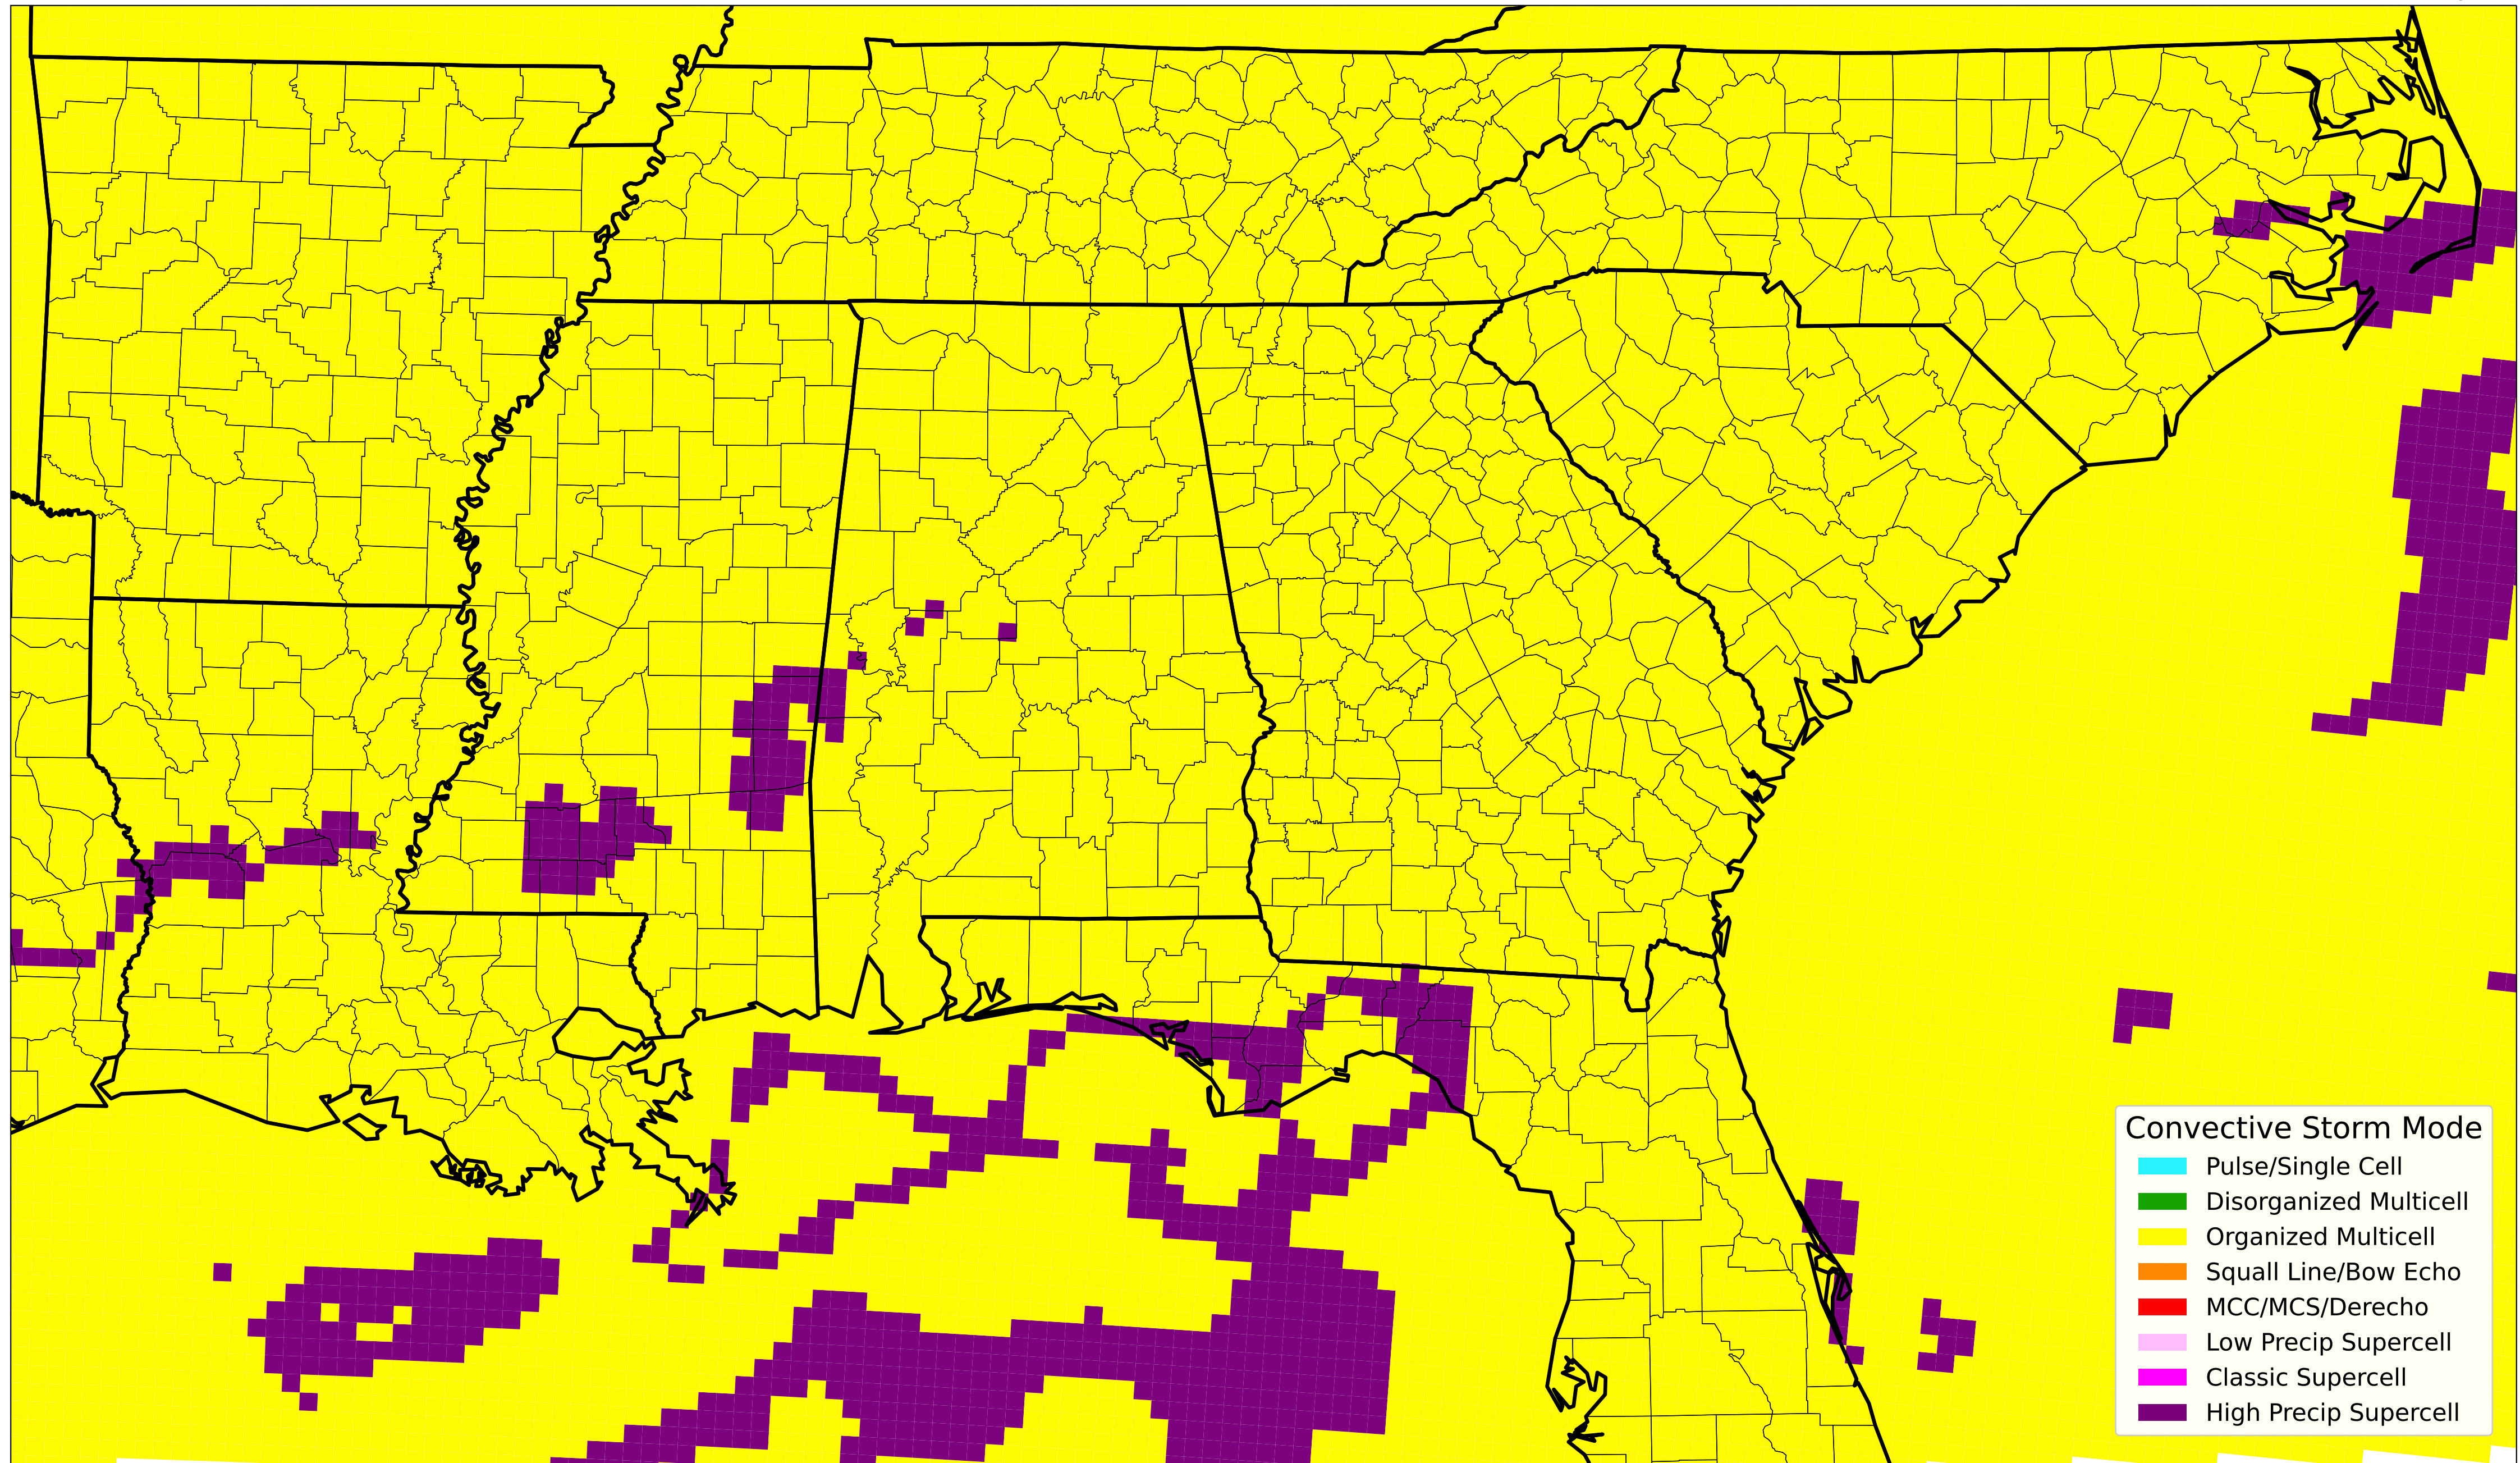 Convective Storm Mode
Pulse/Single Cell
Disorganized Multicell
Organized Multicell
Squall Line/Bow Echo
MCC/MCS/Derecho
Low Precip Supercell
Classic Supercell
High Precip Supercell